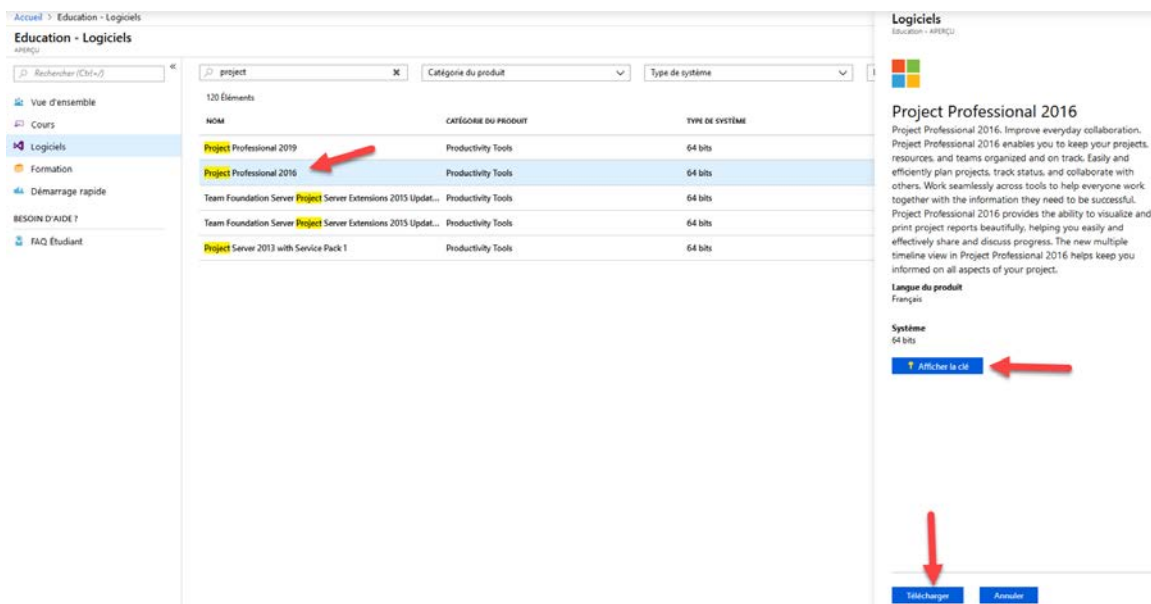 Accueil > Education - Logiciels
Education - Logiciels
APERÇU
Rechercher (Ctrl+/)
«
Vue d'ensemble
Cours
Logiciels
Formation
Démarrage rapide
BESOIN D'AIDE ?
FAQ Étudiant
project
Catégorie du produit
Type de système
120 Éléments
NOM CATÉGORIE DU PRODUIT TYPE DE SYSTÈME
Project Professional 2019 Productivity Tools 64 bits
Project Professional 2016 Productivity Tools 64 bits
Team Foundation Server Project Server Extensions 2015 Updat... Productivity Tools 64 bits
Team Foundation Server Project Server Extensions 2015 Updat... Productivity Tools 64 bits
Project Server 2013 with Service Pack 1 Productivity Tools 64 bits
Logiciels
Education - APERÇU
Project Professional 2016
Project Professional 2016. Improve everyday collaboration.
Project Professional 2016 enables you to keep your projects,
resources, and teams organized and on track. Easily and
efficiently plan projects, track status, and collaborate with
others. Work seamlessly across tools to help everyone work
together with the information they need to be successful.
Project Professional 2016 provides the ability to visualize and
print project reports beautifully, helping you easily and
effectively share and discuss progress. The new multiple
timeline view in Project Professional 2016 helps keep you
informed on all aspects of your project.
Langue du produit
Français
Système
64 bits
Afficher la clé
Télécharger
Annuler